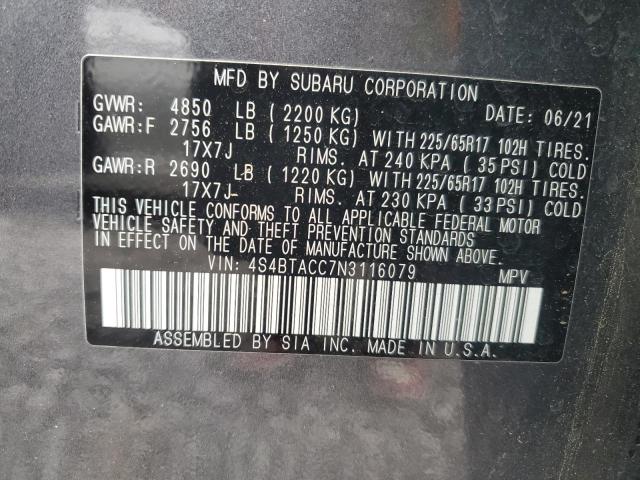 MFD BY SUBARU CORPORATION
GVWR: 4850 LB ( 2200 KG) DATE: 06/21
GAWR:F 2756 LB ( 1250 KG) WITH 225/65R17 102H TIRES.
17X7J RIMS. AT 240 KPA ( 35 PSI) COLD
GAWR:R 2690 LB ( 1220 KG) WITH 225/65R17 102H TIRES.
17X7J RIMS. AT 230 KPA ( 33 PSI) COLD
THIS VEHICLE CONFORMS TO ALL APPLICABLE FEDERAL MOTOR
VEHICLE SAFETY AND THEFT PREVENTION STANDARDS
IN EFFECT ON THE DATE OF MANUFACTURE SHOWN ABOVE.
VIN: 4S4BTACC7N3116079 MPV
ASSEMBLED BY SIA INC. MADE IN U.S.A.